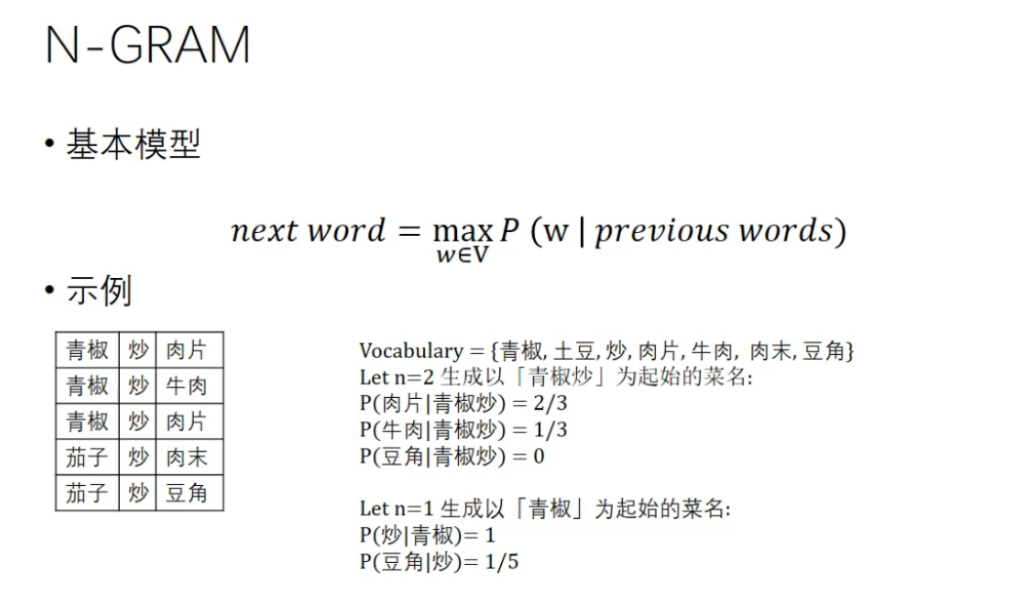 N-GRAM
• 基本模型
next word = max P (w | previous words)
w∈V
• 示例
青椒 炒 肉片
青椒 炒 牛肉
青椒 炒 肉片
茄子 炒 肉末
茄子 炒 豆角
Vocabulary = {青椒, 土豆, 炒, 肉片, 牛肉, 肉末, 豆角}
Let n=2 生成以「青椒炒」为起始的菜名:
P(肉片|青椒炒) = 2/3
P(牛肉|青椒炒) = 1/3
P(豆角|青椒炒) = 0
Let n=1 生成以「青椒」为起始的菜名:
P(炒|青椒)= 1
P(豆角|炒)= 1/5